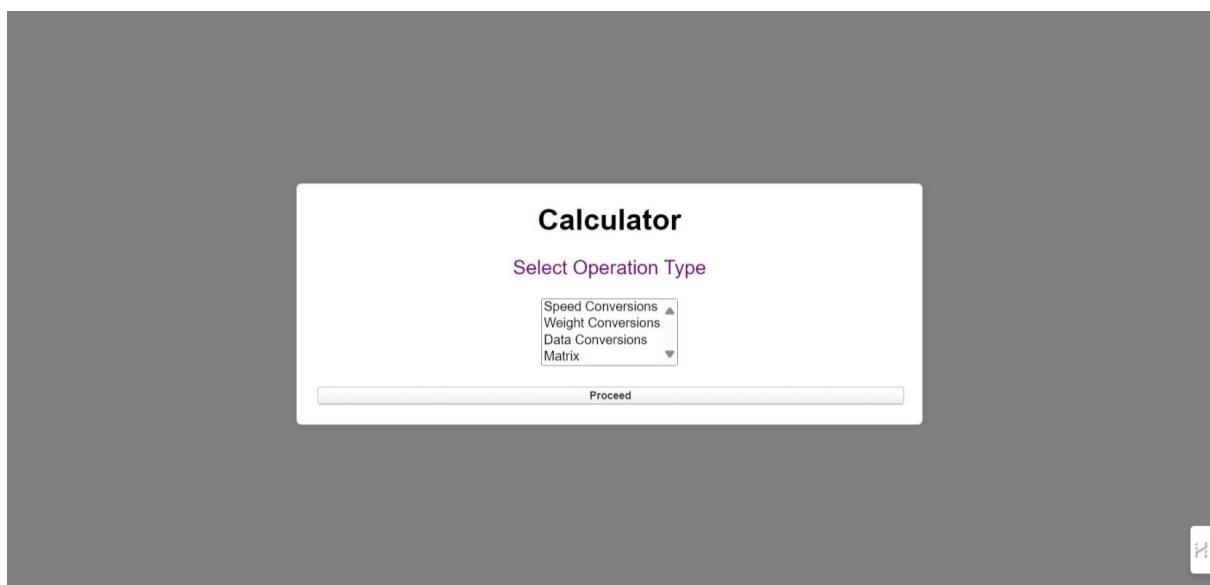 Calculator
Select Operation Type
Speed Conversions
Weight Conversions
Data Conversions
Matrix
Proceed